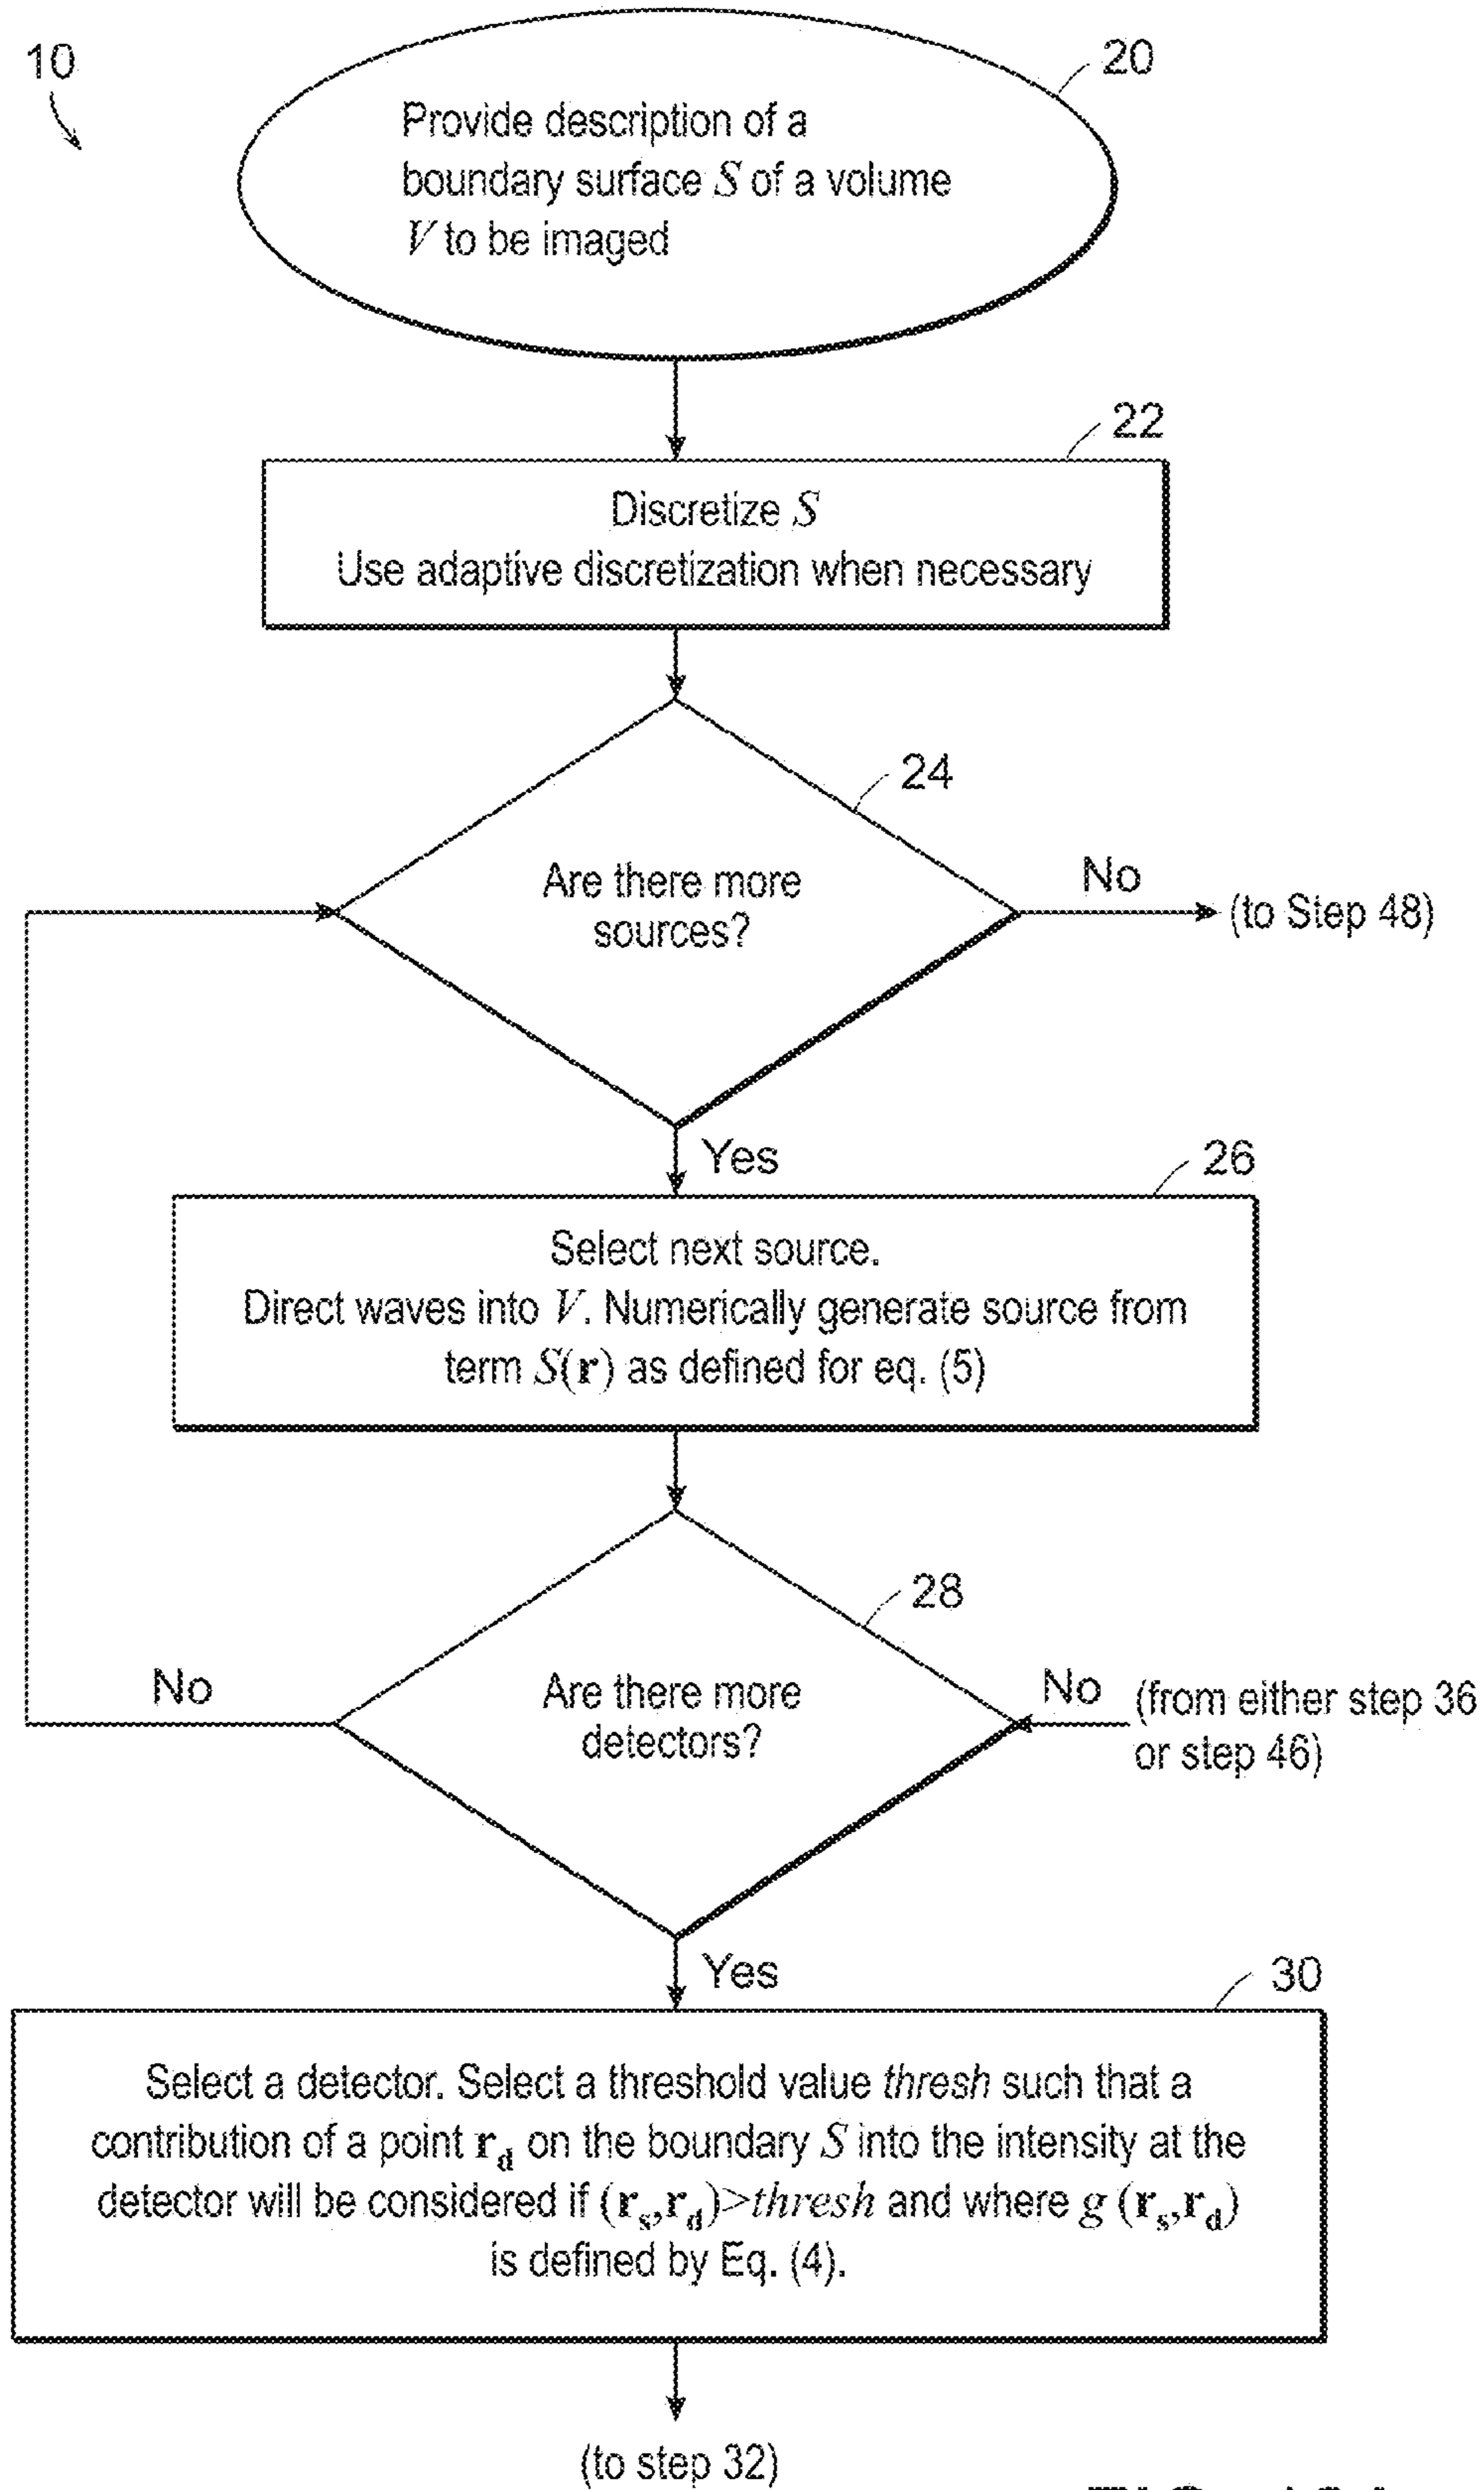 10
20
Provide description of a
boundary surface S of a volume
V to be imaged
22
Discretize S
Use adaptive discretization when necessary
24
Are there more
sources?
No
(to Step 48)
Yes
26
Select next source.
Direct waves into V. Numerically generate source from
term S(r) as defined for eq. (5)
28
No
Are there more
detectors?
No
(from either step 36
or step 46)
Yes
30
Select a detector. Select a threshold value thresh such that a
contribution of a point r_d on the boundary S into the intensity at the
detector will be considered if (r_s,r_d)>thresh and where g (r_s,r_d)
is defined by Eq. (4).
(to step 32)